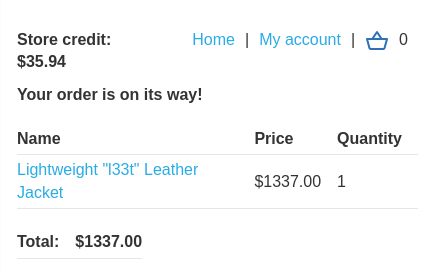 Store credit: Home | My account | 0
$35.94
Your order is on its way!
Name Price Quantity
Lightweight "l33t" Leather
Jacket $1337.00 1
Total: $1337.00